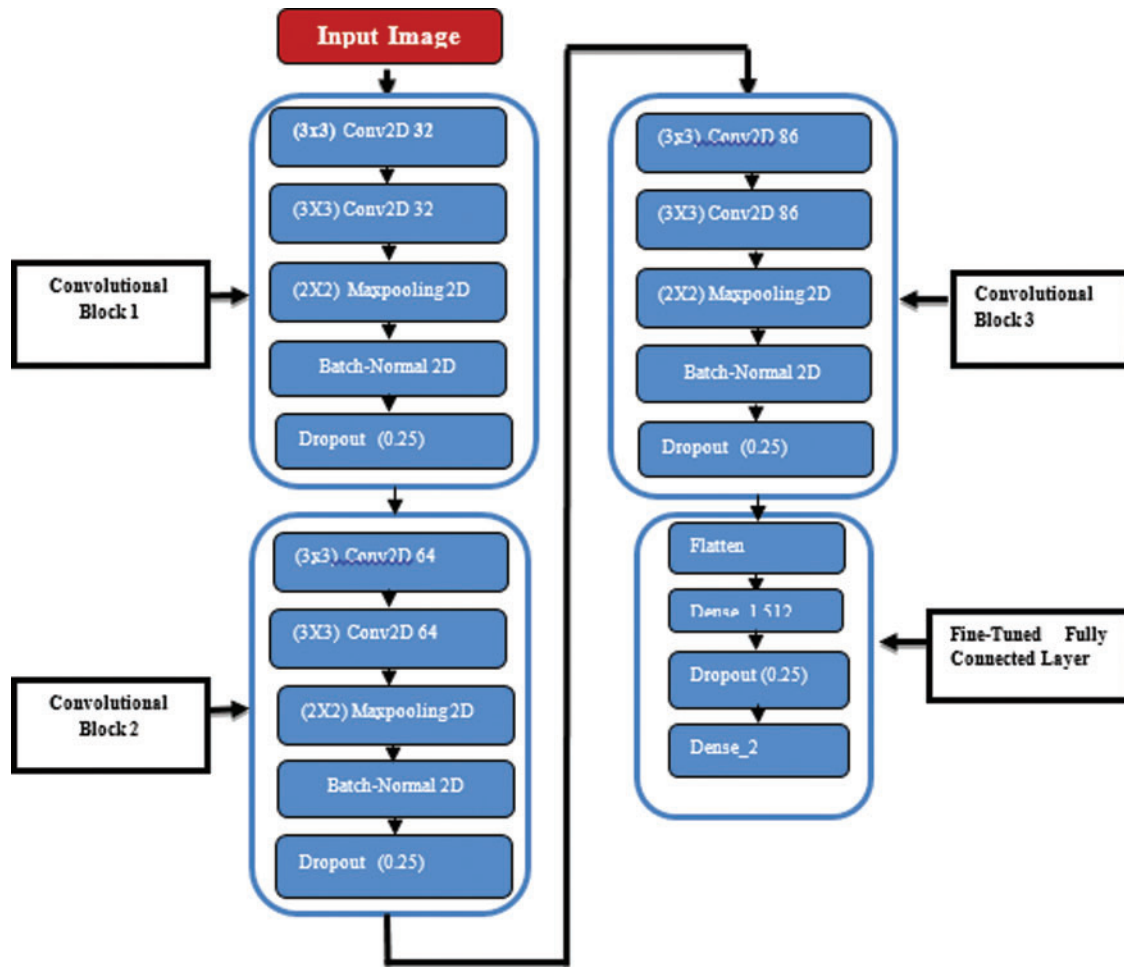 Input Image
(3x3) Conv2D 32
(3X3) Conv2D 32
(2X2) Maxpooling 2D
Batch-Normal 2D
Dropout (0.25)
Convolutional
Block 1
(3x3) Conv2D 64
(3X3) Conv2D 64
(2X2) Maxpooling 2D
Batch-Normal 2D
Dropout (0.25)
Convolutional
Block 2
(3x3) Conv2D 86
(3X3) Conv2D 86
(2X2) Maxpooling 2D
Batch-Normal 2D
Dropout (0.25)
Convolutional
Block 3
Flatten
Dense_1 512
Dropout (0.25)
Dense_2
Fine-Tuned Fully
Connected Layer